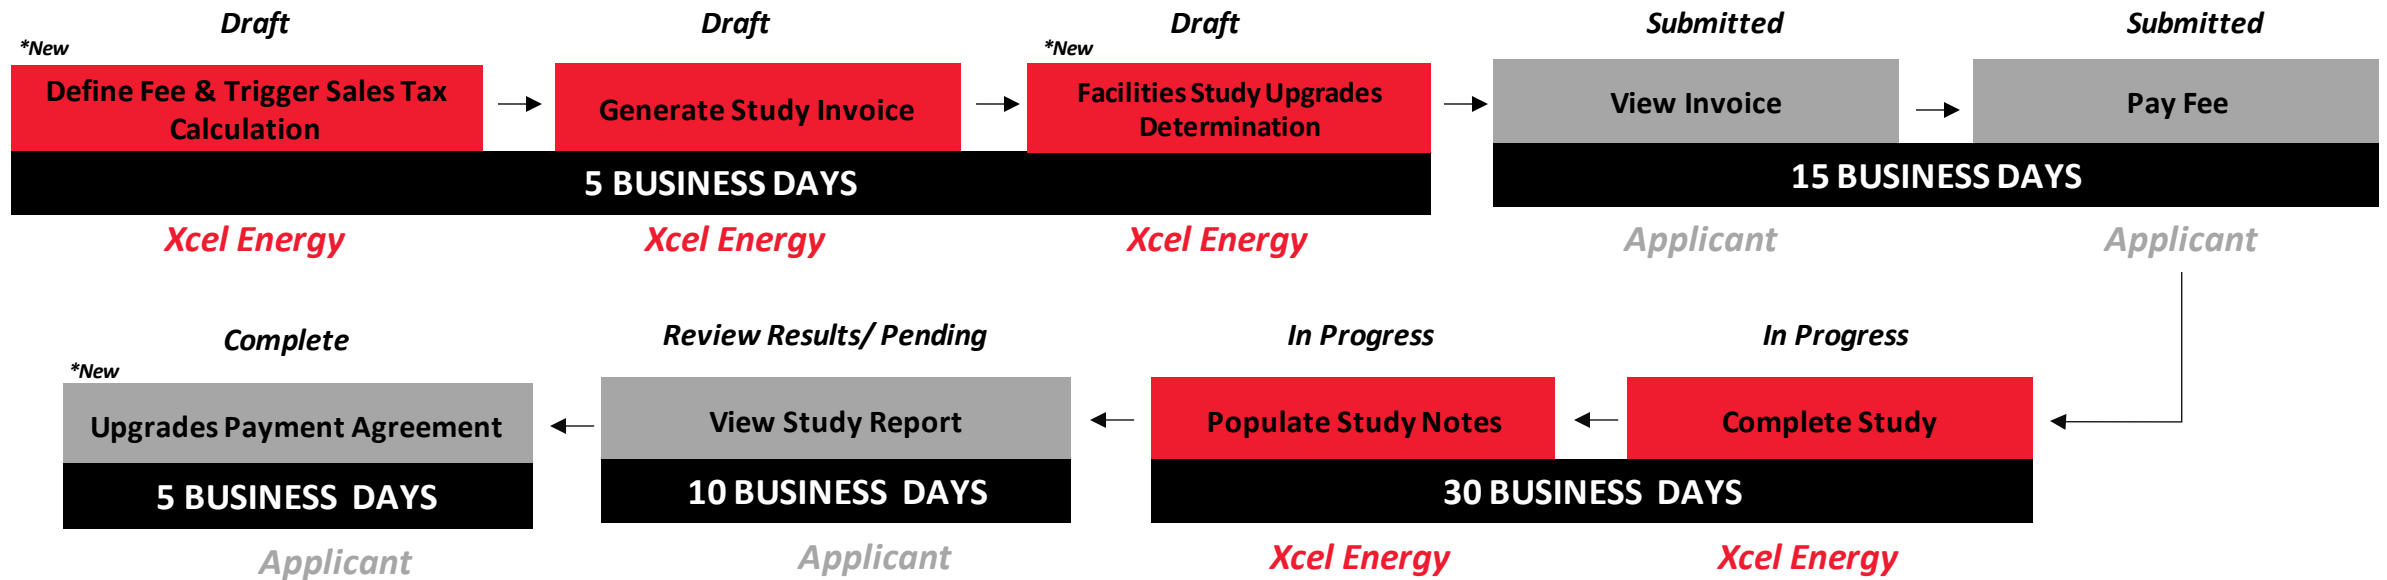 Draft
Draft
Draft
Submitted
Submitted
*New
*New
Define Fee & Trigger Sales Tax
Calculation
Generate Study Invoice
Facilities Study Upgrades
Determination
View Invoice
Pay Fee
5 BUSINESS DAYS
15 BUSINESS DAYS
Xcel Energy
Xcel Energy
Xcel Energy
Applicant
Applicant
Complete
Review Results/ Pending
In Progress
In Progress
*New
Upgrades Payment Agreement
View Study Report
Populate Study Notes
Complete Study
5 BUSINESS DAYS
10 BUSINESS DAYS
30 BUSINESS DAYS
Applicant
Applicant
Xcel Energy
Xcel Energy